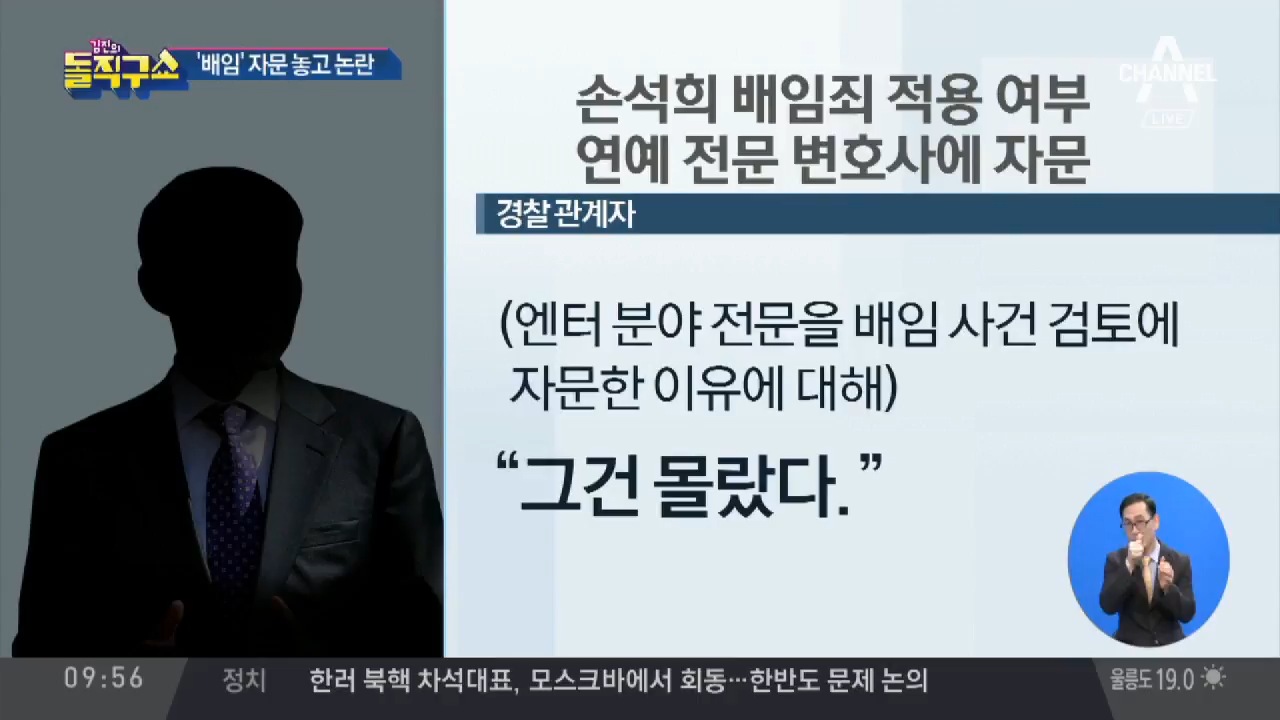 김진의
돌직구쇼
'배임' 자문 놓고 논란
CHANNEL A
LIVE
손석희 배임죄 적용 여부
연예 전문 변호사에 자문
경찰 관계자
(엔터 분야 전문을 배임 사건 검토에
자문한 이유에 대해)
“그건 몰랐다.”
09:56
정치
한러 북핵 차석대표, 모스크바에서 회동…한반도 문제 논의
울릉도 19.0